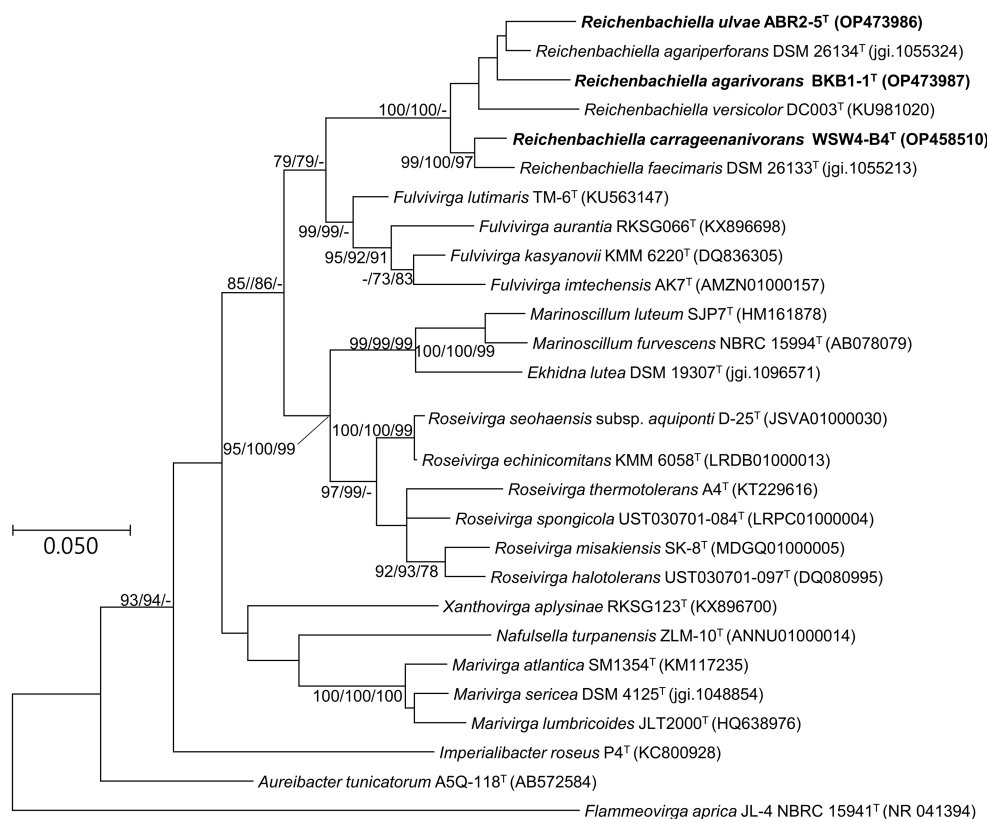 Reichenbachiella ulvae ABR2-5ᵀ (OP473986)
Reichenbachiella agariperforans DSM 26134ᵀ (jgi.1055324)
Reichenbachiella agarivorans BKB1-1ᵀ (OP473987)
100/100/-
Reichenbachiella versicolor DC003ᵀ (KU981020)
Reichenbachiella carrageenanivorans WSW4-B4ᵀ (OP458510)
79/79/-
99/100/97
Reichenbachiella faecimaris DSM 26133ᵀ (jgi.1055213)
Fulvivirga lutimaris TM-6ᵀ (KU563147)
99/99/-
Fulvivirga aurantia RKSG066ᵀ (KX896698)
95/92/91
Fulvivirga kasyanovii KMM 6220ᵀ (DQ836305)
-/73/83
85//86/-
Fulvivirga imtechensis AK7ᵀ (AMZN01000157)
Marinoscillum luteum SJP7ᵀ (HM161878)
99/99/99
100/100/99
Marinoscillum furvescens NBRC 15994ᵀ (AB078079)
Ekhidna lutea DSM 19307ᵀ (jgi.1096571)
Roseivirga seohaensis subsp. aquiponti D-25ᵀ (JSVA01000030)
100/100/99
95/100/99
Roseivirga echinicomitans KMM 6058ᵀ (LRDB01000013)
97/99/-
Roseivirga thermotolerans A4ᵀ (KT229616)
Roseivirga spongicola UST030701-084ᵀ (LRPC01000004)
0.050
Roseivirga misakiensis SK-8ᵀ (MDGQ01000005)
92/93/78
Roseivirga halotolerans UST030701-097ᵀ (DQ080995)
93/94/-
Xanthovirga aplysinae RKSG123ᵀ (KX896700)
Nafulsella turpanensis ZLM-10ᵀ (ANNU01000014)
Marivirga atlantica SM1354ᵀ (KM117235)
100/100/100
Marivirga sericea DSM 4125ᵀ (jgi.1048854)
Marivirga lumbricoides JLT2000ᵀ (HQ638976)
Imperialibacter roseus P4ᵀ (KC800928)
Aureibacter tunicatorum A5Q-118ᵀ (AB572584)
Flammeovirga aprica JL-4 NBRC 15941ᵀ (NR 041394)